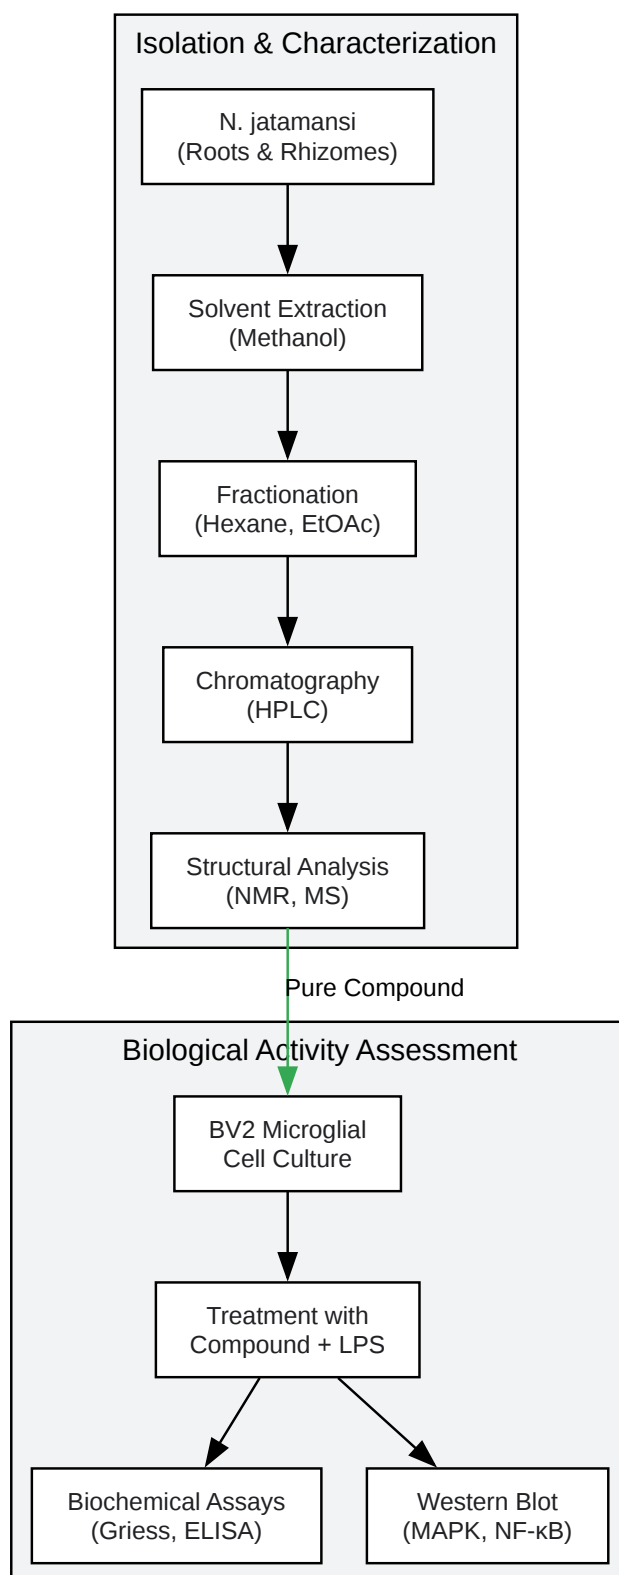 Isolation & Characterization
N. jatamansi
(Roots & Rhizomes)
Solvent Extraction
(Methanol)
Fractionation
(Hexane, EtOAc)
Chromatography
(HPLC)
Structural Analysis
(NMR, MS)
Pure Compound
Biological Activity Assessment
BV2 Microglial
Cell Culture
Treatment with
Compound + LPS
Biochemical Assays
(Griess, ELISA)
Western Blot
(MAPK, NF-κB)